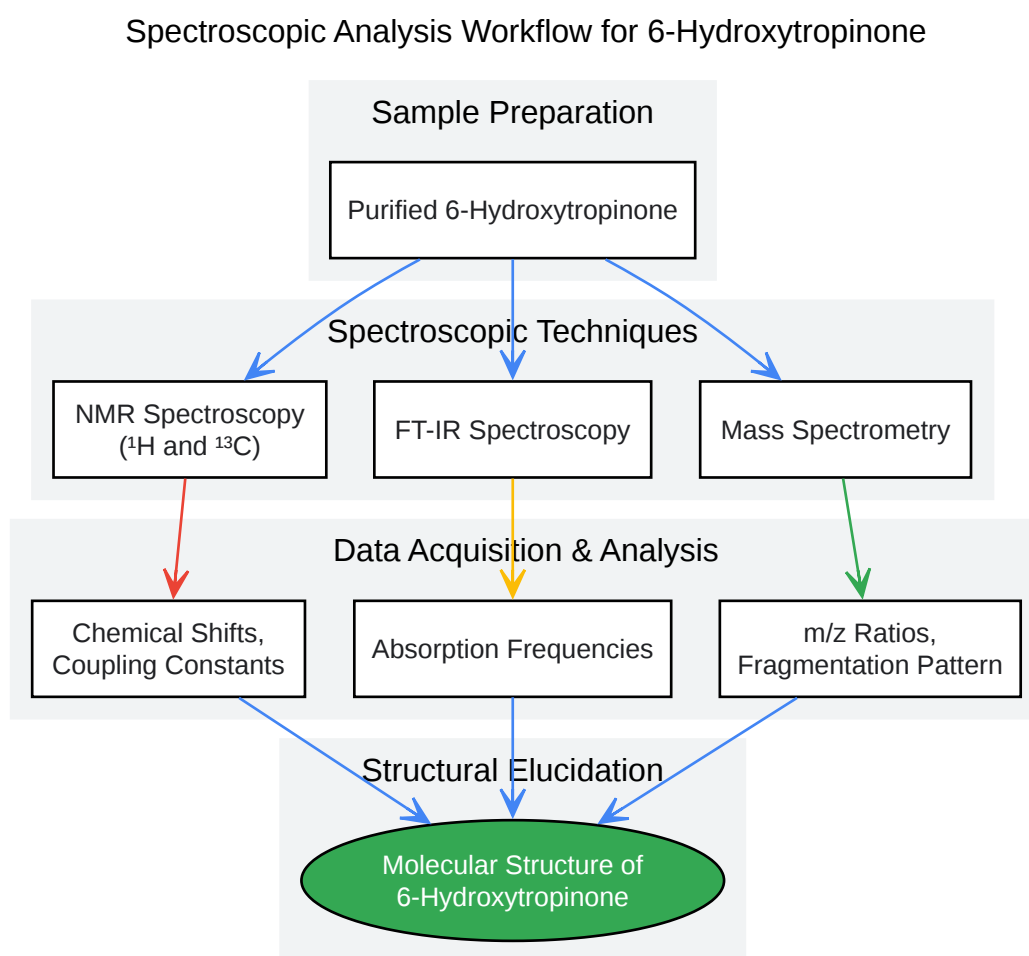 Spectroscopic Analysis Workflow for 6-Hydroxytropinone
Sample Preparation
Purified 6-Hydroxytropinone
Spectroscopic Techniques
NMR Spectroscopy
(¹H and ¹³C)
FT-IR Spectroscopy
Mass Spectrometry
Data Acquisition & Analysis
Chemical Shifts,
Coupling Constants
Absorption Frequencies
m/z Ratios,
Fragmentation Pattern
Structural Elucidation
Molecular Structure of
6-Hydroxytropinone